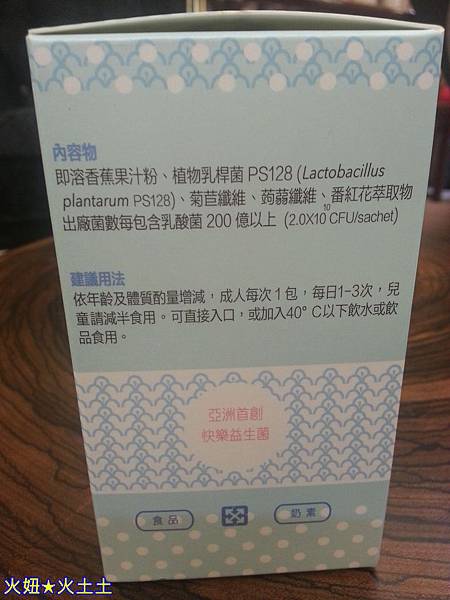 內容物
即溶香蕉果汁粉、植物乳桿菌 PS128 (Lactobacillus
plantarum PS128)、菊苣纖維、蒟蒻纖維、番紅花萃取物
出廠菌數每包含乳酸菌 200 億以上 (2.0X10¹⁰ CFU/sachet)
建議用法
依年齡及體質酌量增減，成人每次 1 包，每日1-3次，兒
童請減半食用。可直接入口，或加入40° C以下飲水或飲
品食用。
亞洲首創
快樂益生菌
食品
奶素
火妞★火土土